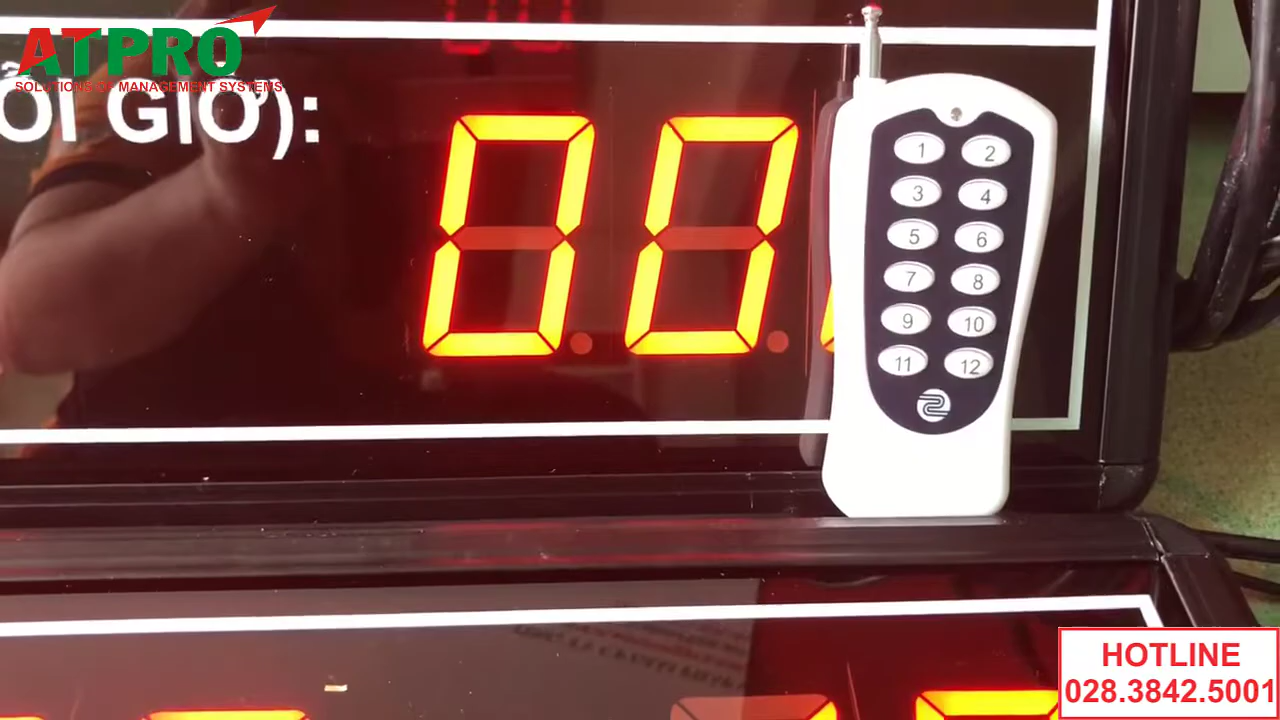 ATPRO
SOLUTIONS OF MANAGEMENT SYSTEMS
GIỜ):
00
1 2
3 4
5 6
7 8
9 10
11 12
HOTLINE
028.3842.5001